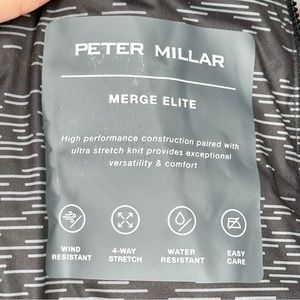 PETER MILLAR
MERGE ELITE
High performance construction paired with
ultra stretch knit provides exceptional
versatility & comfort
WIND
RESISTANT
4-WAY
STRETCH
WATER
RESISTANT
EASY
CARE